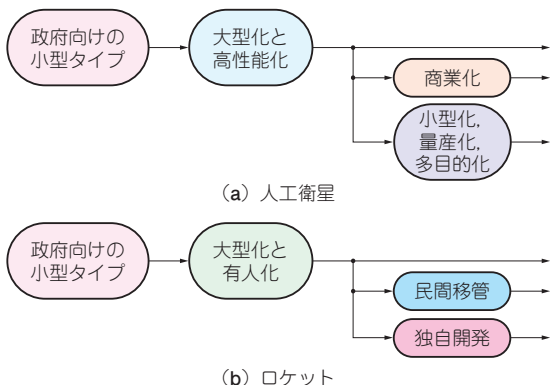 政府向けの
小型タイプ
大型化と
高性能化
商業化
小型化，
量産化，
多目的化
（a）人工衛星
政府向けの
小型タイプ
大型化と
有人化
民間移管
独自開発
（b）ロケット